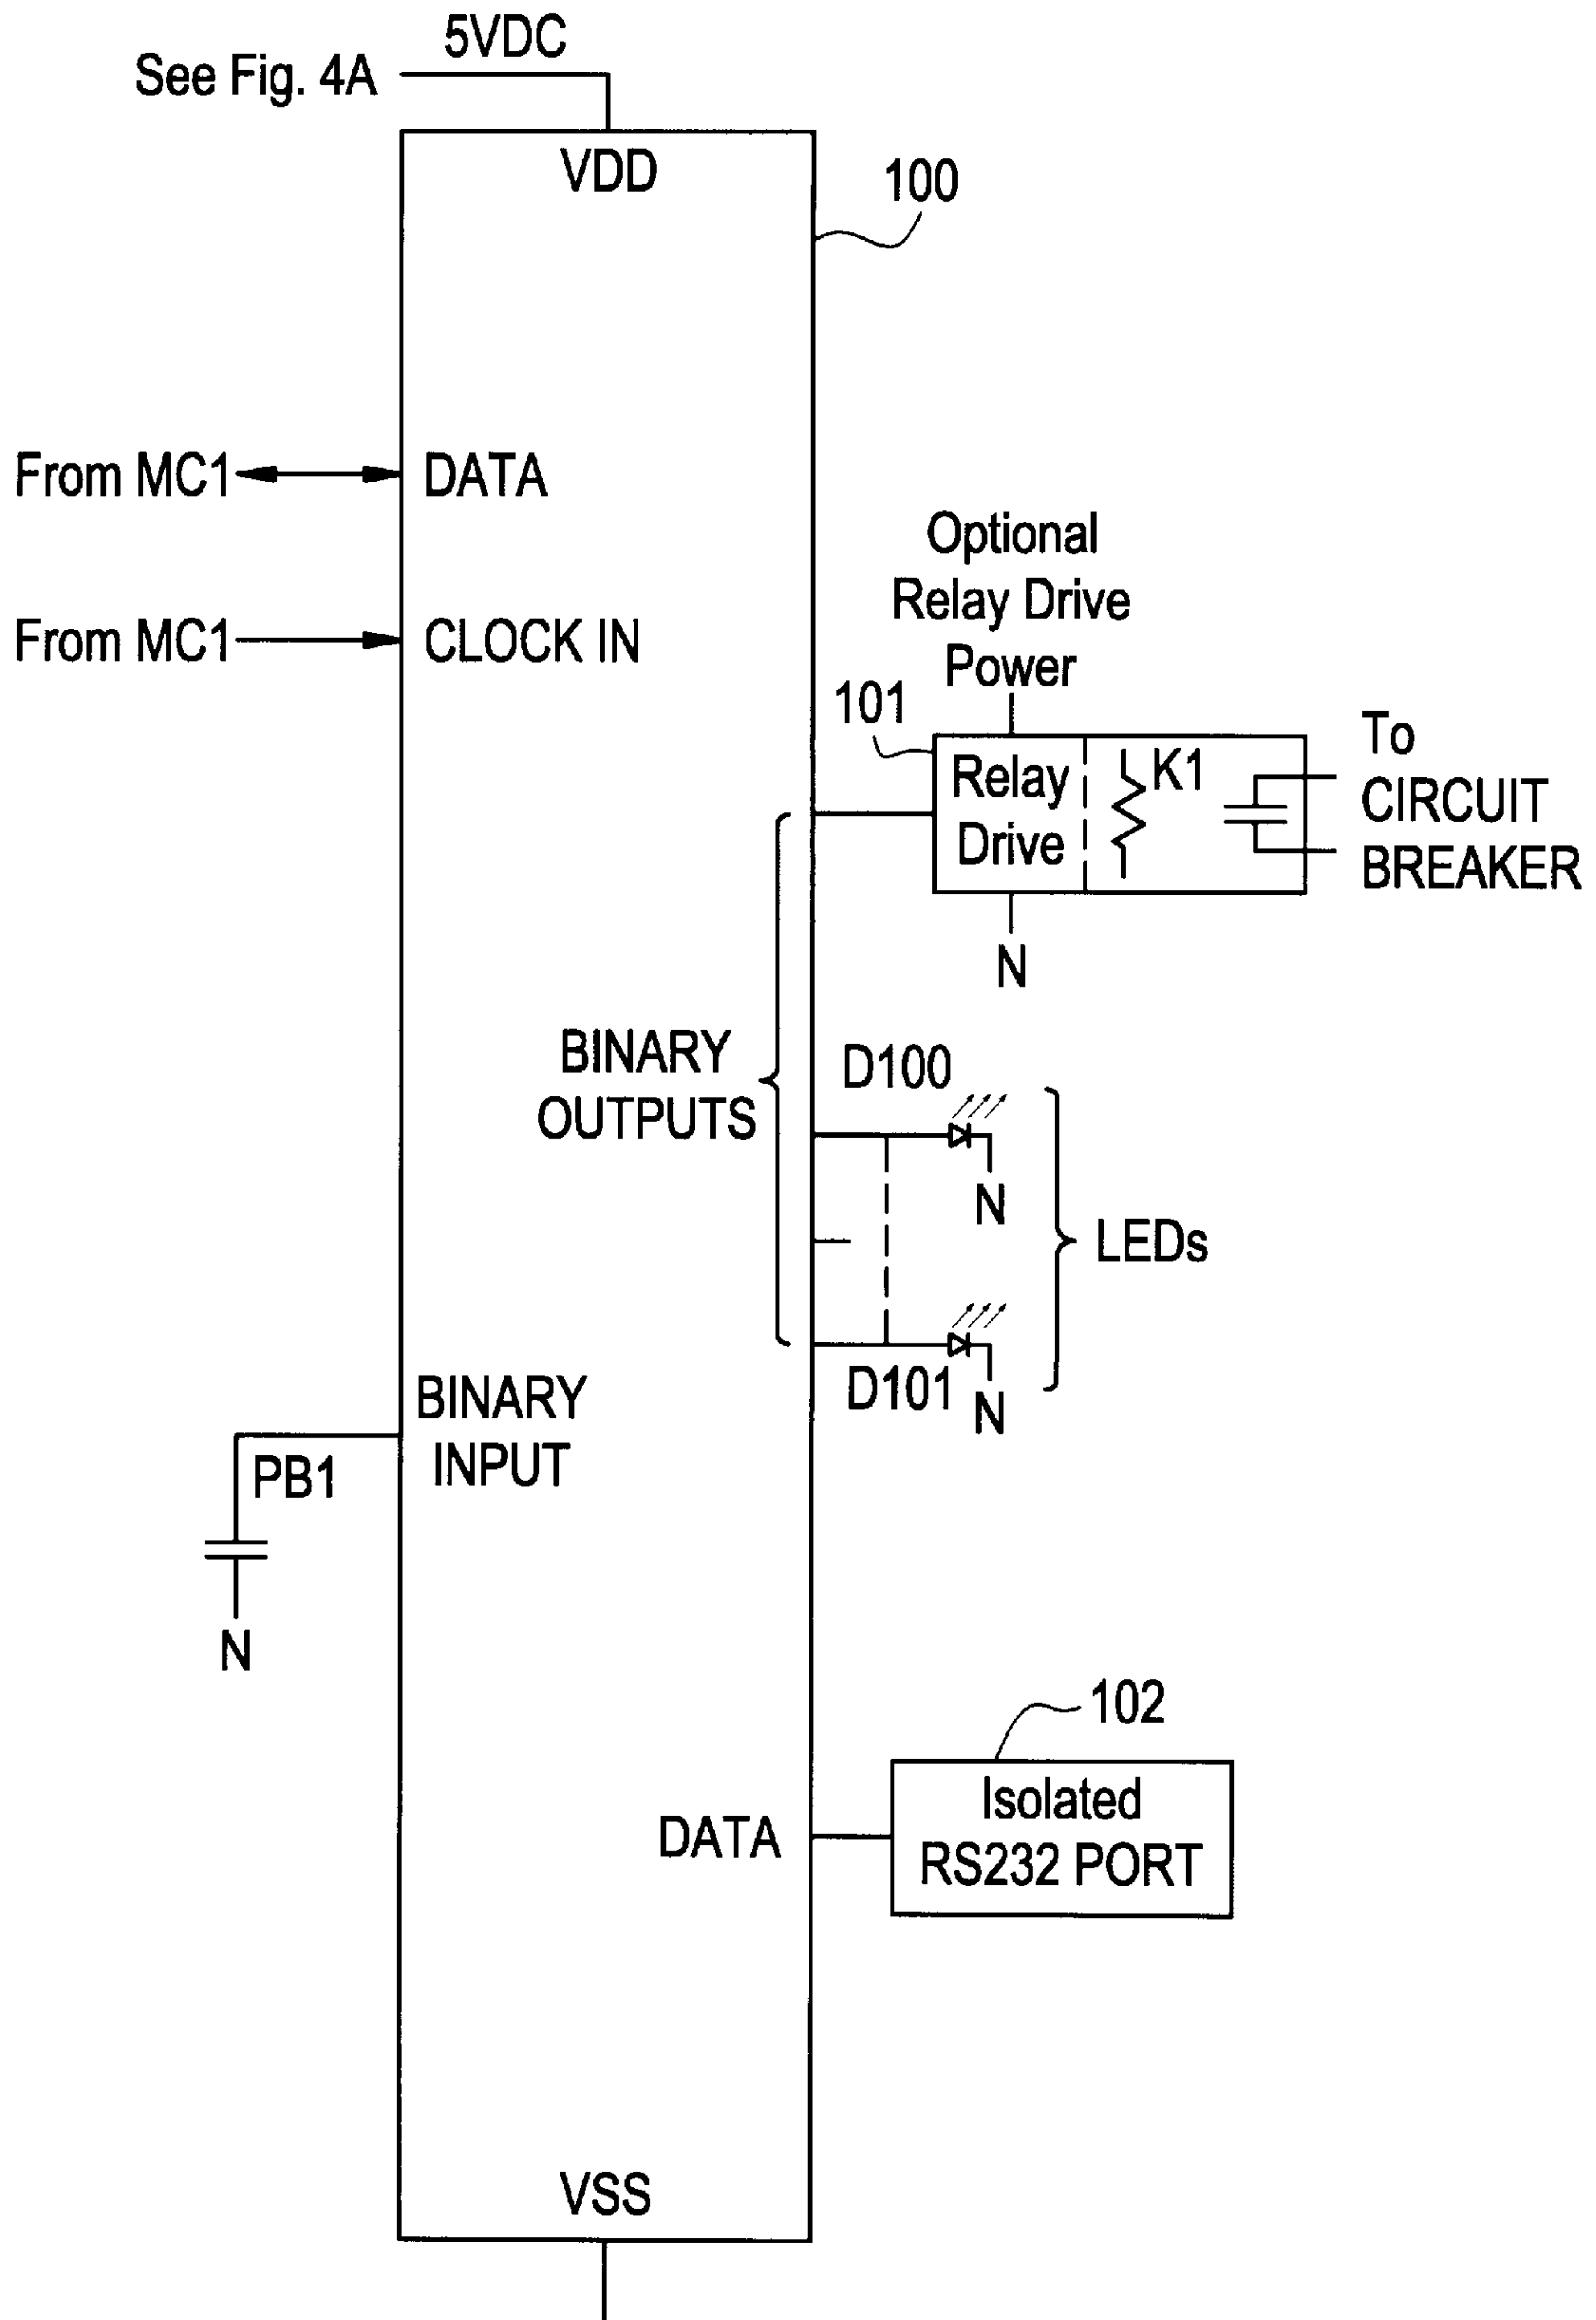 5VDC
See Fig. 4A
VDD
100
From MC1
DATA
From MC1
CLOCK IN
Optional
Relay Drive
Power
101
Relay
Drive
K1
To
CIRCUIT
BREAKER
N
BINARY
OUTPUTS
D100
N
LEDs
D101
N
BINARY
INPUT
PB1
N
102
Isolated
RS232 PORT
DATA
VSS